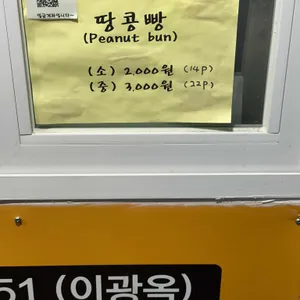 땅콩빵
(Peanut bun)
(소) 2,000원 (14P)
(중) 3,000원 (22P)
51 (이광옥)